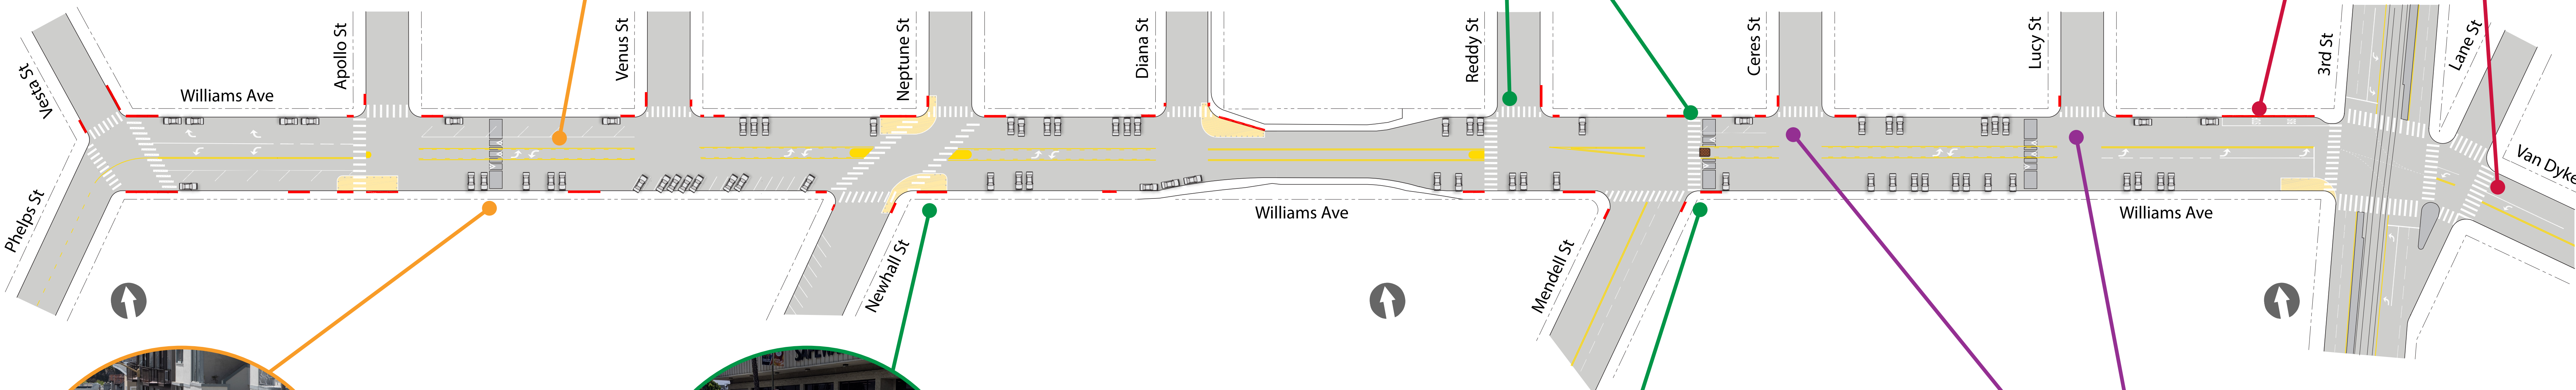 Vesta St
Phelps St
Williams Ave
Apollo St
Venus St
Neptune St
Newhall St
Diana St
Williams Ave
Reddy St
Mendell St
Ceres St
Lucy St
Williams Ave
3rd St
Lane St
Van Dyke